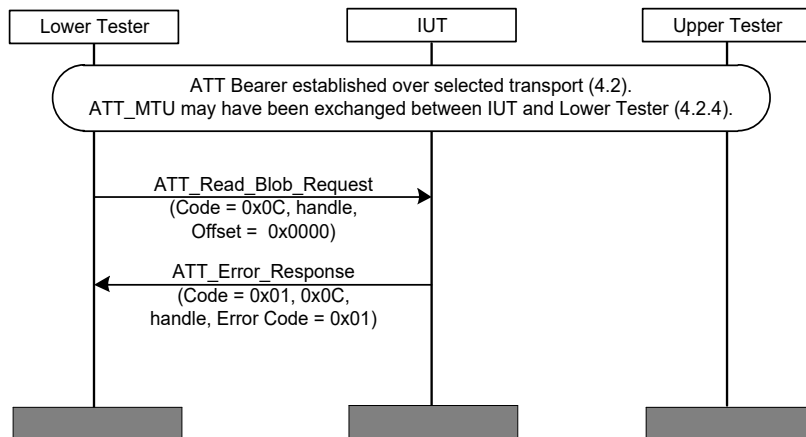 Lower Tester
IUT
Upper Tester
ATT Bearer established over selected transport (4.2).
ATT_MTU may have been exchanged between IUT and Lower Tester (4.2.4).
ATT_Read_Blob_Request
(Code = 0x0C, handle,
Offset = 0x0000)
ATT_Error_Response
(Code = 0x01, 0x0C,
handle, Error Code = 0x01)